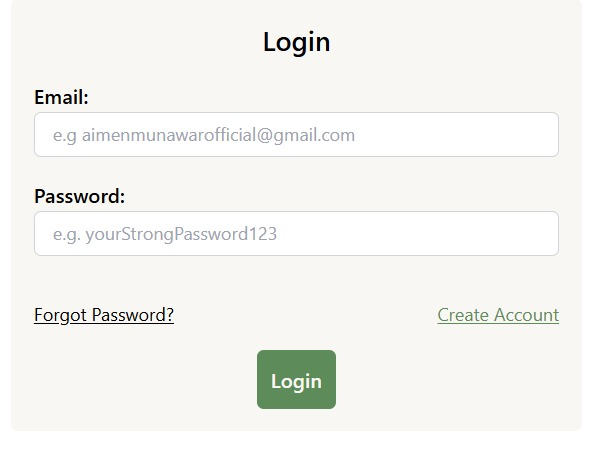 Login
Email:
e.g aimenmunawarofficial@gmail.com
Password:
e.g. yourStrongPassword123
Forgot Password? Create Account
Login